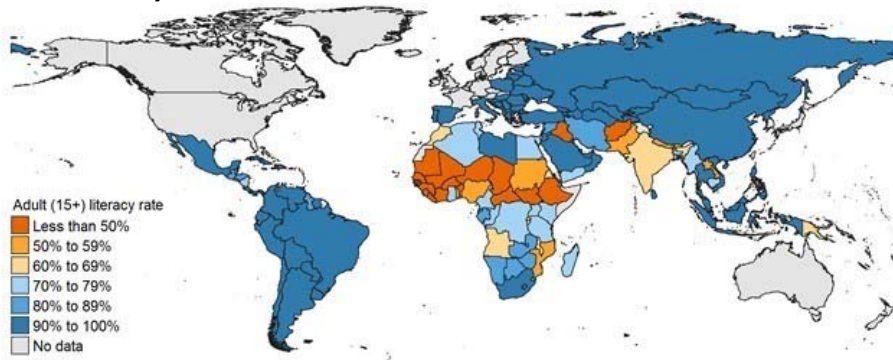 Adult (15+) literacy rate
Less than 50%
50% to 59%
60% to 69%
70% to 79%
80% to 89%
90% to 100%
No data